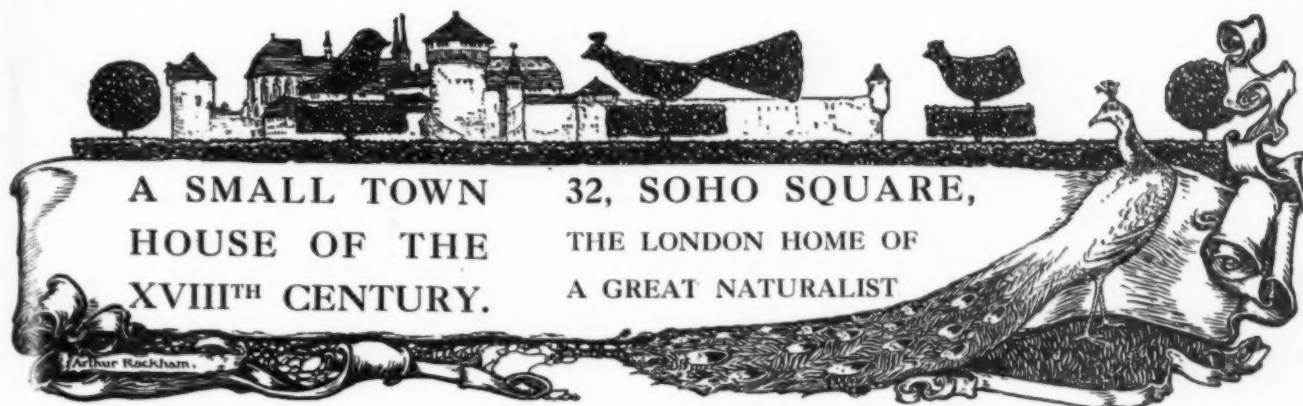 A SMALL TOWN
HOUSE OF THE
XVIIITH CENTURY.
32, SOHO SQUARE,
THE LONDON HOME OF
A GREAT NATURALIST
Arthur Rackham.